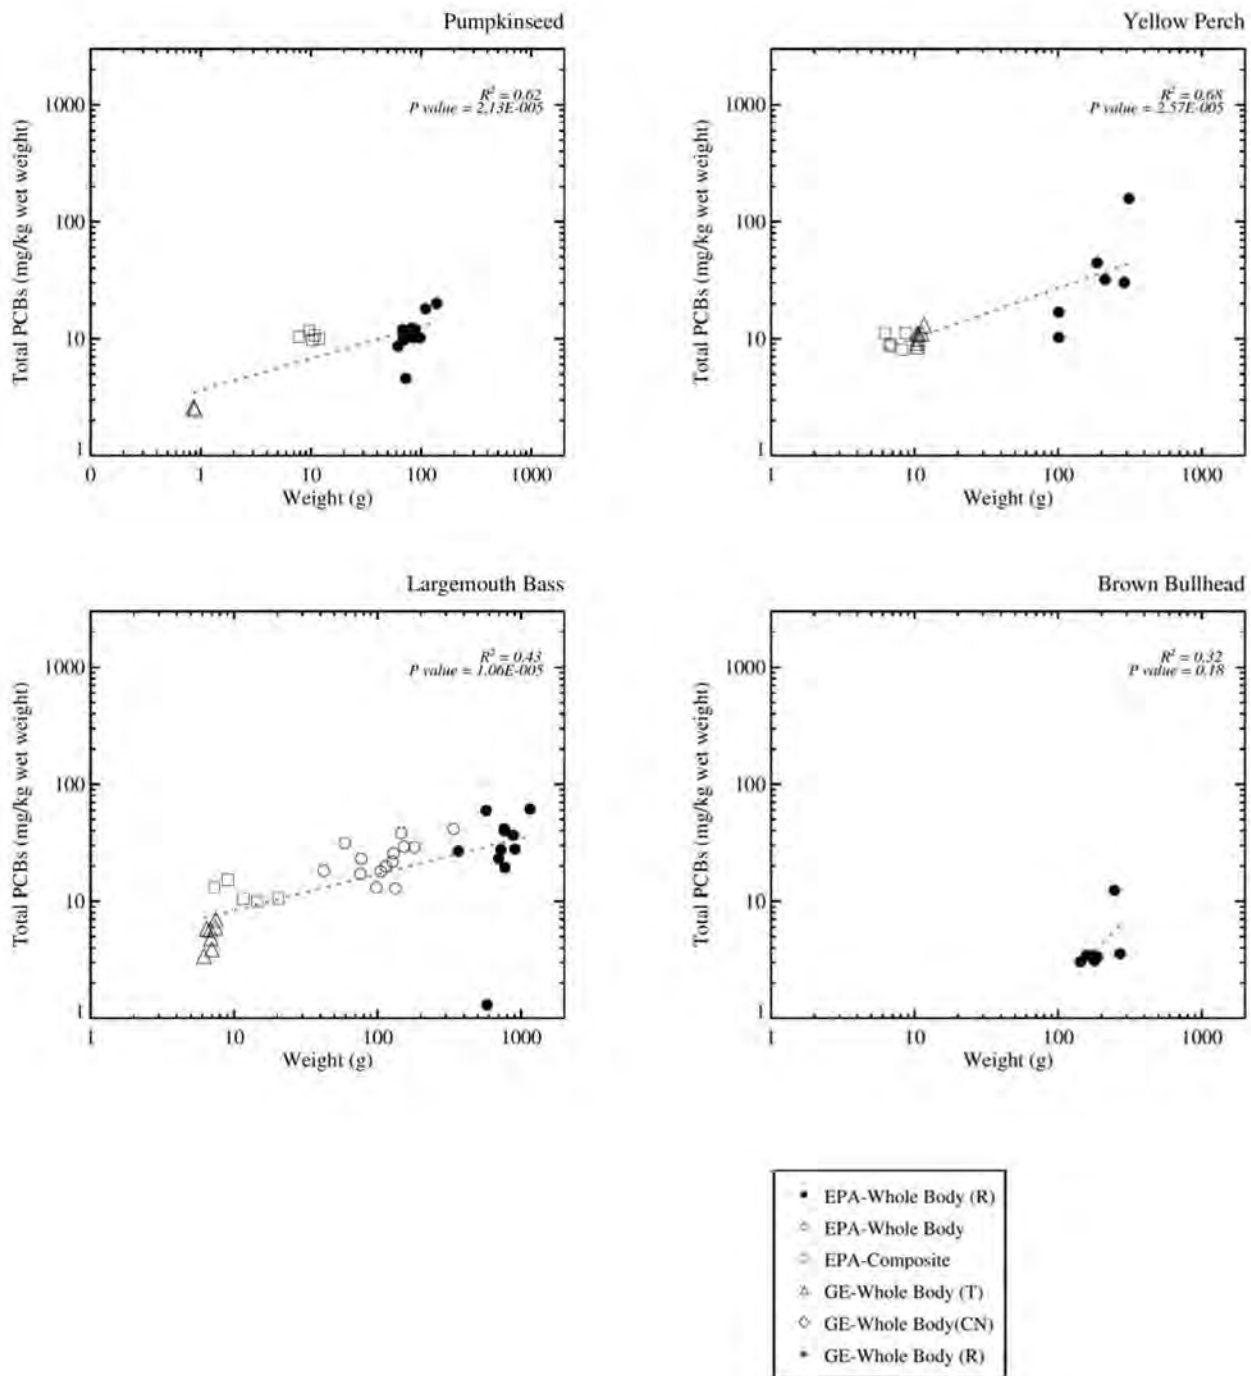 Pumpkinseed
R² = 0.62
P value = 2.13E-005
Total PCBs (mg/kg wet weight)
1000
100
10
1
0 1 10 100 1000
Weight (g)
Yellow Perch
R² = 0.68
P value = 2.57E-005
Total PCBs (mg/kg wet weight)
1000
100
10
1
1 10 100 1000
Weight (g)
Largemouth Bass
R² = 0.43
P value = 1.06E-005
Total PCBs (mg/kg wet weight)
1000
100
10
1
1 10 100 1000
Weight (g)
Brown Bullhead
R² = 0.32
P value = 0.18
Total PCBs (mg/kg wet weight)
1000
100
10
1
1 10 100 1000
Weight (g)
EPA-Whole Body (R)
EPA-Whole Body
EPA-Composite
GE-Whole Body (T)
GE-Whole Body(CN)
GE-Whole Body (R)